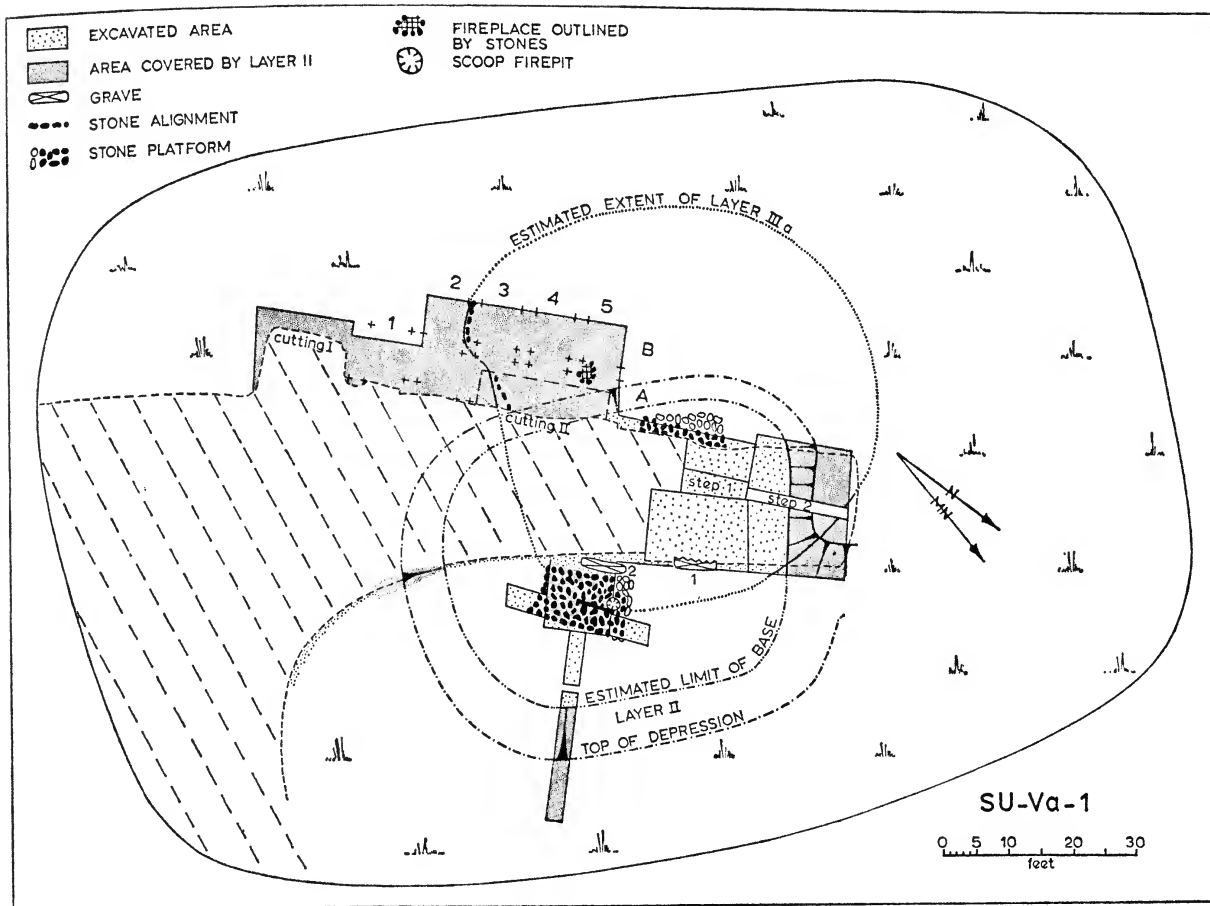 EXCAVATED AREA
AREA COVERED BY LAYER II
GRAVE
STONE ALIGNMENT
STONE PLATFORM
FIREPLACE OUTLINED
BY STONES
SCOOP FIREPIT
ESTIMATED EXTENT OF LAYER IIIa
2 3 4 5
1
cutting I
B
A
cutting II
step 1
step 2
N
MN
2
1
ESTIMATED LIMIT OF BASE
LAYER II
TOP OF DEPRESSION
SU-Va-1
0 5 10 20 30
feet